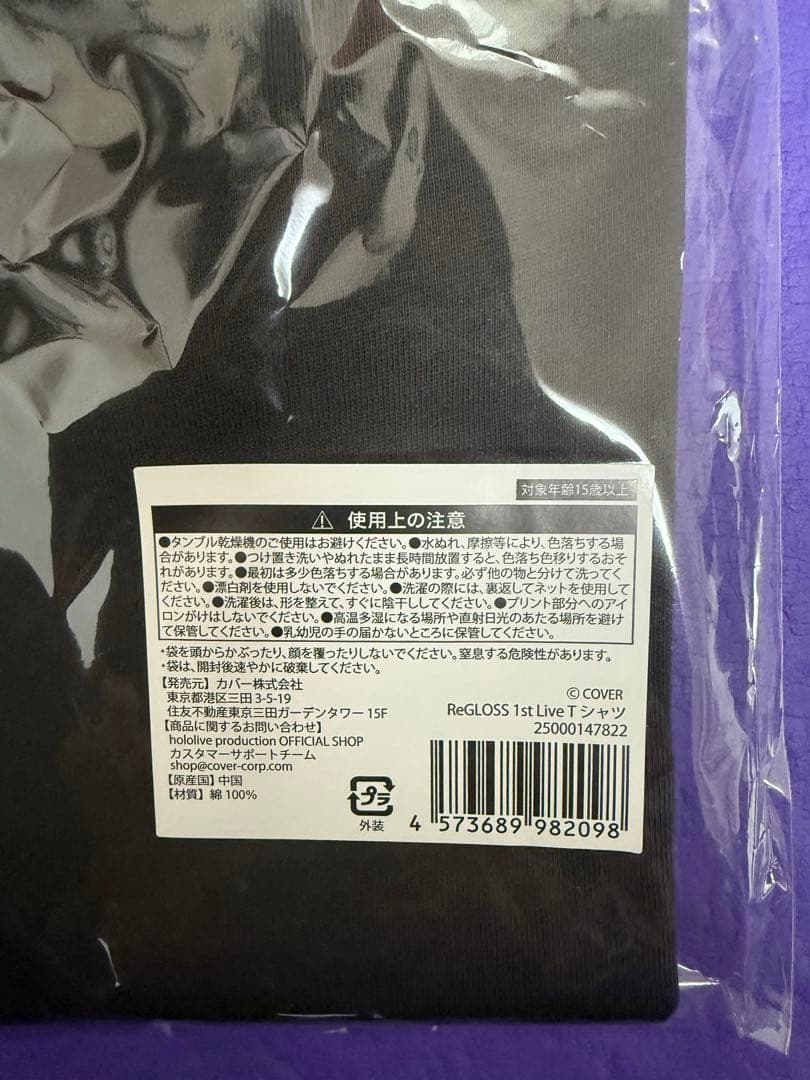 対象年齢15歳以上
⚠ 使用上の注意
●タンブル乾燥機のご使用はお避けください。●水ぬれ、摩擦等により、色落ちする場
合があります。●つけ置き洗いやぬれたまま長時間放置すると、色落ち色移りするおそ
れがあります。●最初は多少色落ちする場合があります。必ず他の物と分けて洗ってく
ださい。●漂白剤を使用しないでください。●洗濯の際には、裏返してネットを使用して
ください。●洗濯後は、形を整えて、すぐに陰干ししてください。●プリント部分へのアイ
ロンがけはしないでください。●高温多湿になる場所や直射日光のあたる場所を避け
て保管してください。●乳幼児の手の届かないところに保管してください。
・袋を頭からかぶったり、顔を覆ったりしないでください。窒息する危険性があります。
・袋は、開封後速やかに破棄してください。
【発売元】カバー株式会社
東京都港区三田 3-5-19
住友不動産東京三田ガーデンタワー 15F
【商品に関するお問い合わせ】
hololive production OFFICIAL SHOP
カスタマーサポートチーム
shop@cover-corp.com
【原産国】中国
【材質】綿 100%
© COVER
ReGLOSS 1st Live T シャツ
25000147822
プラ
外装
4 573689 982098